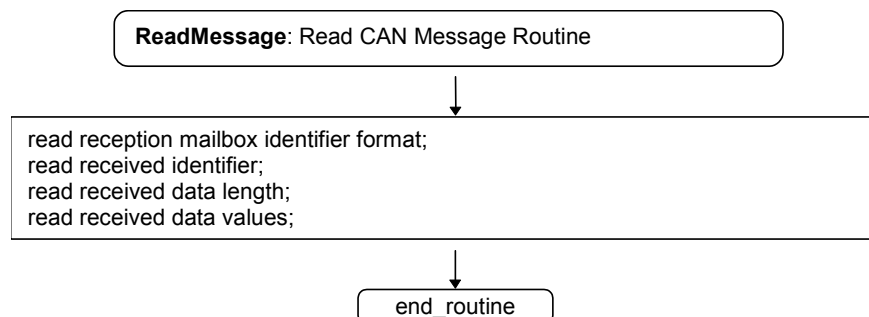 ReadMessage: Read CAN Message Routine
read reception mailbox identifier format;
read received identifier;
read received data length;
read received data values;
end_routine